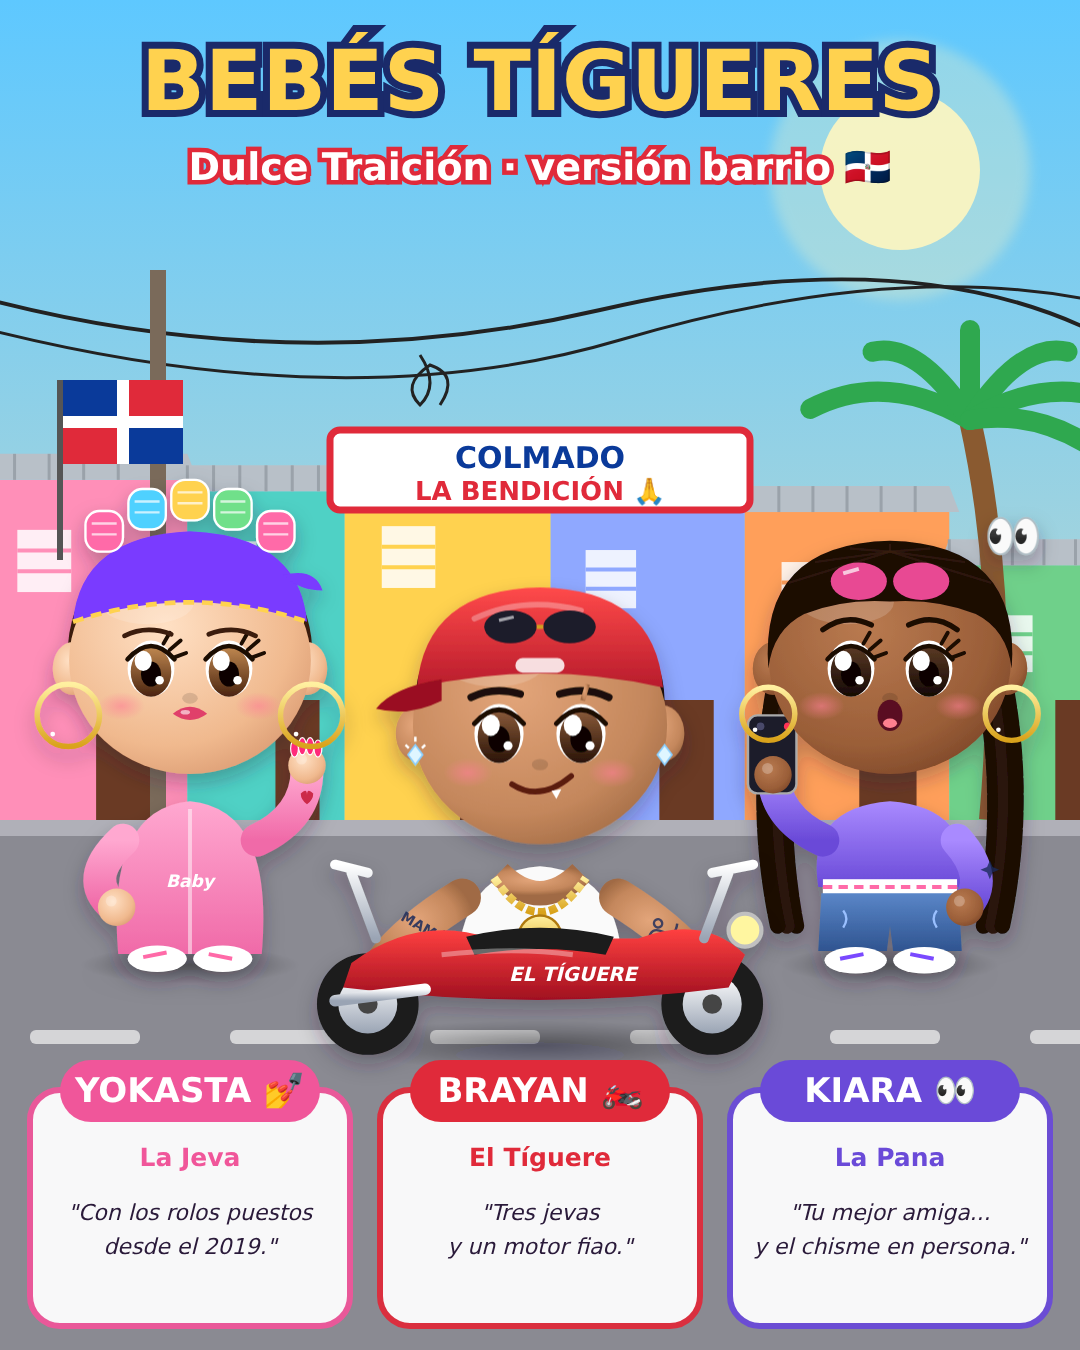 BEBÉS TÍGUERES
Dulce Traición · versión barrio 🇩🇴
COLMADO
LA BENDICIÓN 🙏
Baby
EL TÍGUERE
YOKASTA 💅
La Jeva
"Con los rolos puestos
desde el 2019."
BRAYAN 🏍️
El Tíguere
"Tres jevas
y un motor fiao."
KIARA 👀
La Pana
"Tu mejor amiga...
y el chisme en persona."